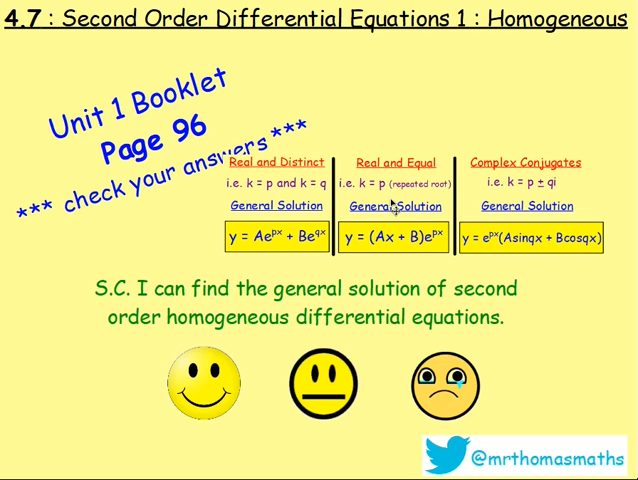 4.7 : Second Order Differential Equations 1 : Homogeneous
Unit 1 Booklet
Page 96
*** check your answers ***
Real and Distinct
i.e. k = p and k = q
General Solution
y = Ae^px + Be^qx
Real and Equal
i.e. k = p (repeated root)
General Solution
y = (Ax + B)e^px
Complex Conjugates
i.e. k = p ± qi
General Solution
y = e^px(Asinqx + Bcosqx)
S.C. I can find the general solution of second
order homogeneous differential equations.
@mrthomasmaths